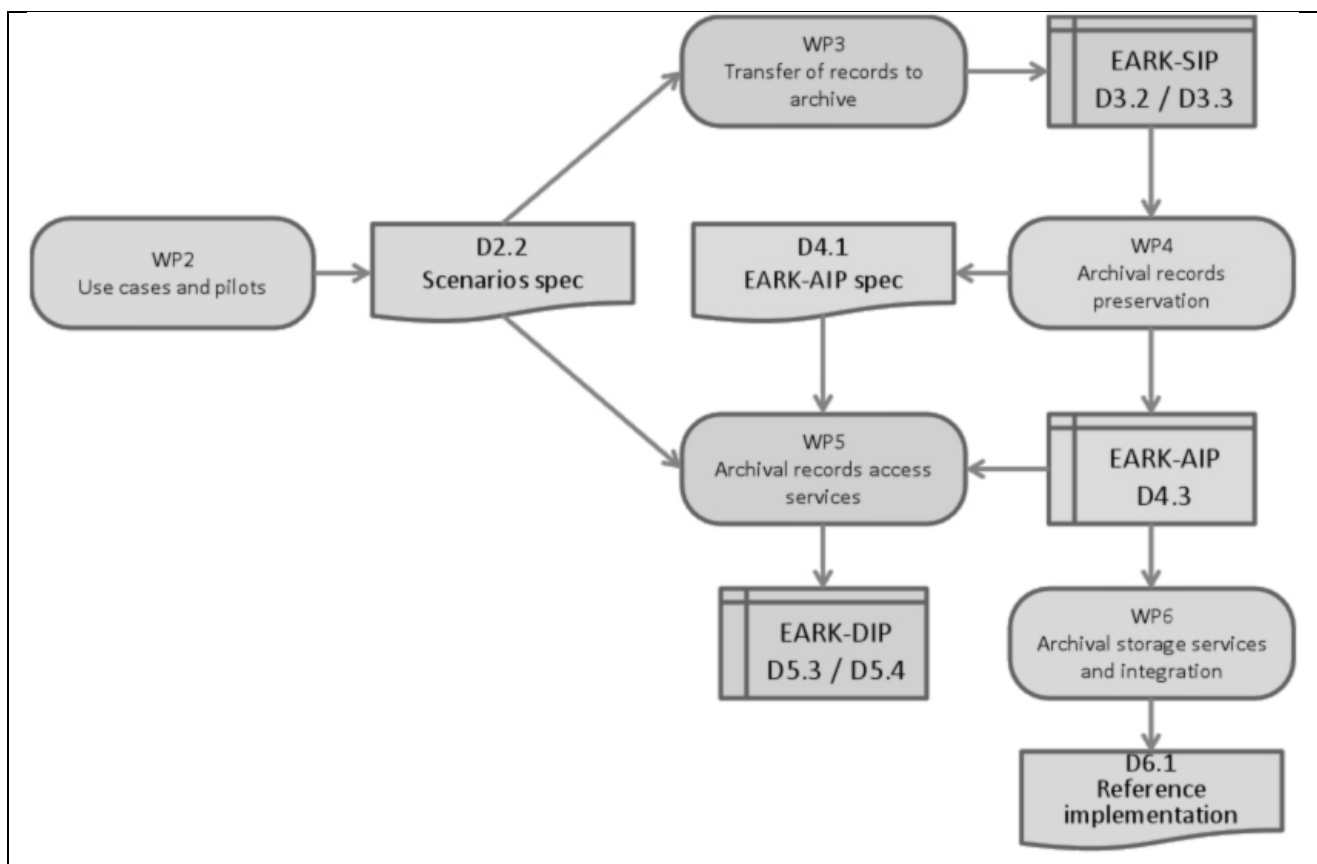 WP3
Transfer of records to
archive
EARK-SIP
D3.2 / D3.3
WP2
Use cases and pilots
D2.2
Scenarios spec
D4.1
EARK-AIP spec
WP4
Archival records
preservation
WP5
Archival records access
services
EARK-AIP
D4.3
EARK-DIP
D5.3 / D5.4
WP6
Archival storage services
and integration
D6.1
Reference
implementation